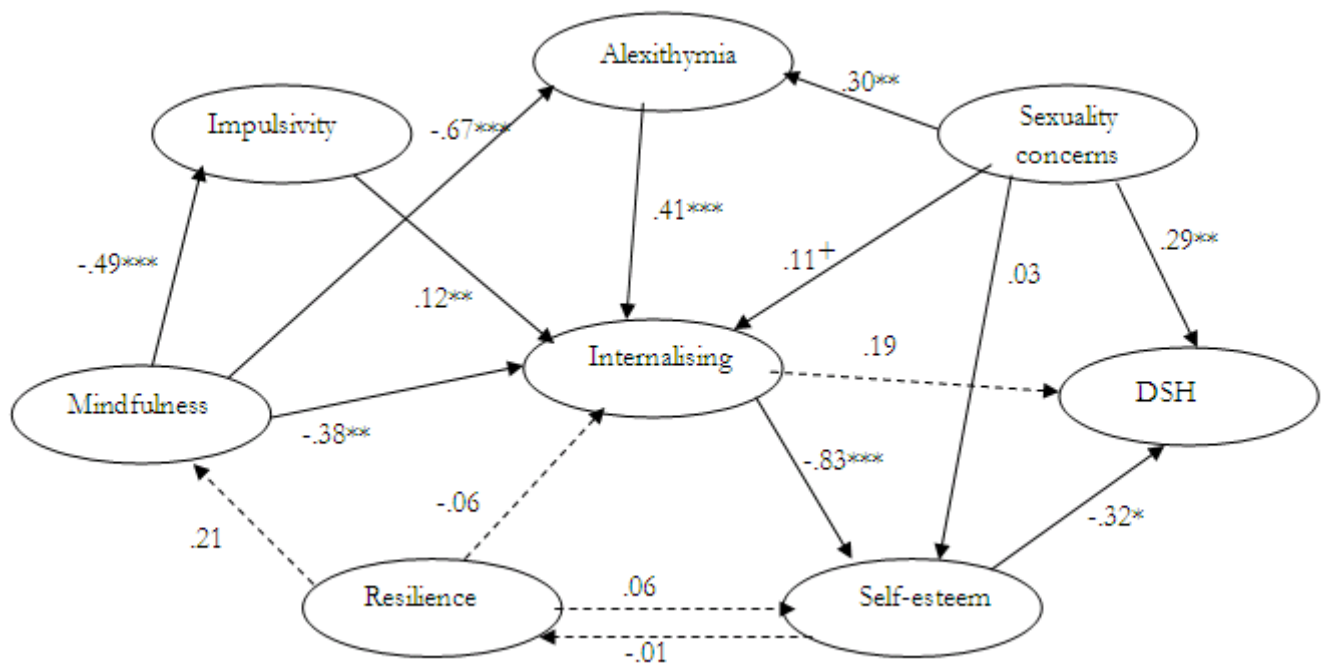 Alexithymia
.30**
Sexuality
concerns
Impulsivity
-.67***
.41***
.29**
-.49***
.11+
.03
.12**
Internalising
.19
DSH
Mindfulness
-.38**
-.83***
-.06
-.32*
.21
Resilience
.06
Self-esteem
-.01